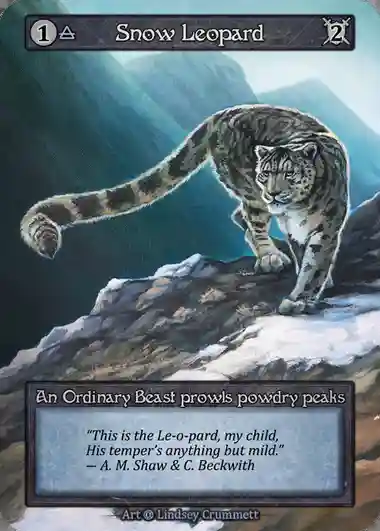 1 Snow Leopard 2
An Ordinary Beast prowls powdry peaks
"This is the Le-o-pard, my child,
His temper's anything but mild."
— A. M. Shaw & C. Beckwith
Art @ Lindsey Crummett